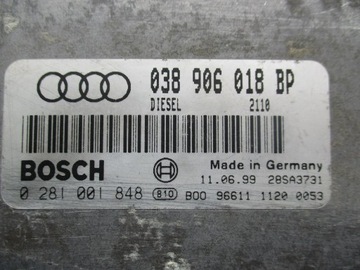 038 906 018 BP
DIESEL 2110
BOSCH
Made in Germany
11.06.99 28SA3731
0 281 001 848 810 B00 96611 1120 0053